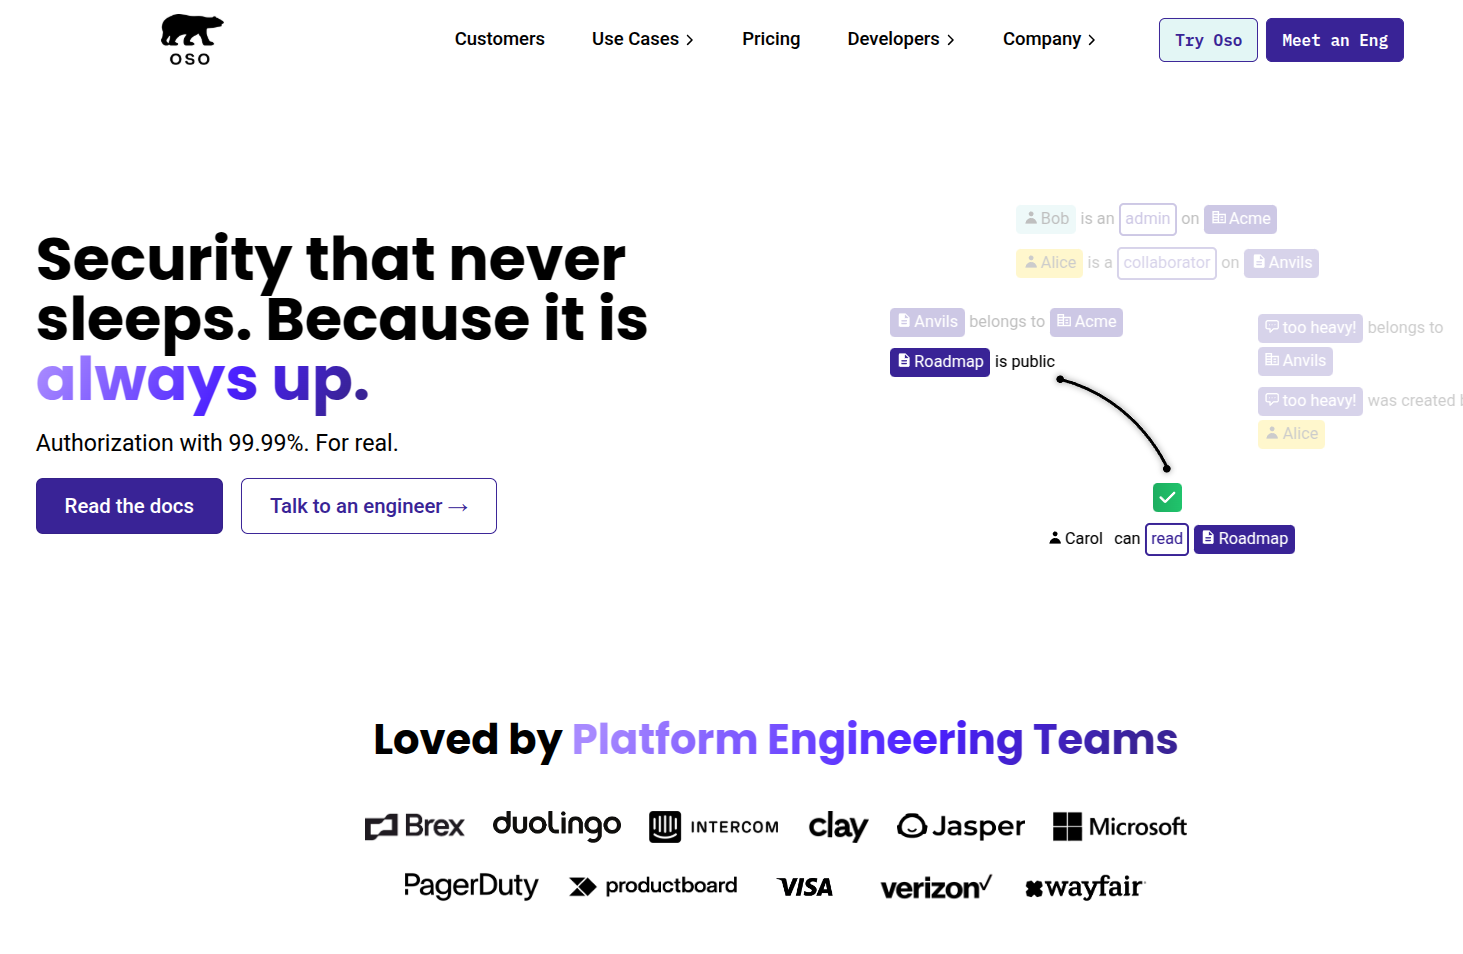 OSO
Customers
Use Cases
Pricing
Developers
Company
Try Oso
Meet an Eng
Security that never
sleeps. Because it is
always up.
Authorization with 99.99%. For real.
Read the docs
Talk to an engineer →
Bob is an admin on Acme
Alice is a collaborator on Anvils
Anvils belongs to Acme
Roadmap is public
too heavy! belongs to
Anvils
too heavy! was created
Alice
Carol can read Roadmap
Loved by Platform Engineering Teams
Brex
duolingo
INTERCOM
clay
Jasper
Microsoft
PagerDuty
productboard
VISA
verizon
wayfair